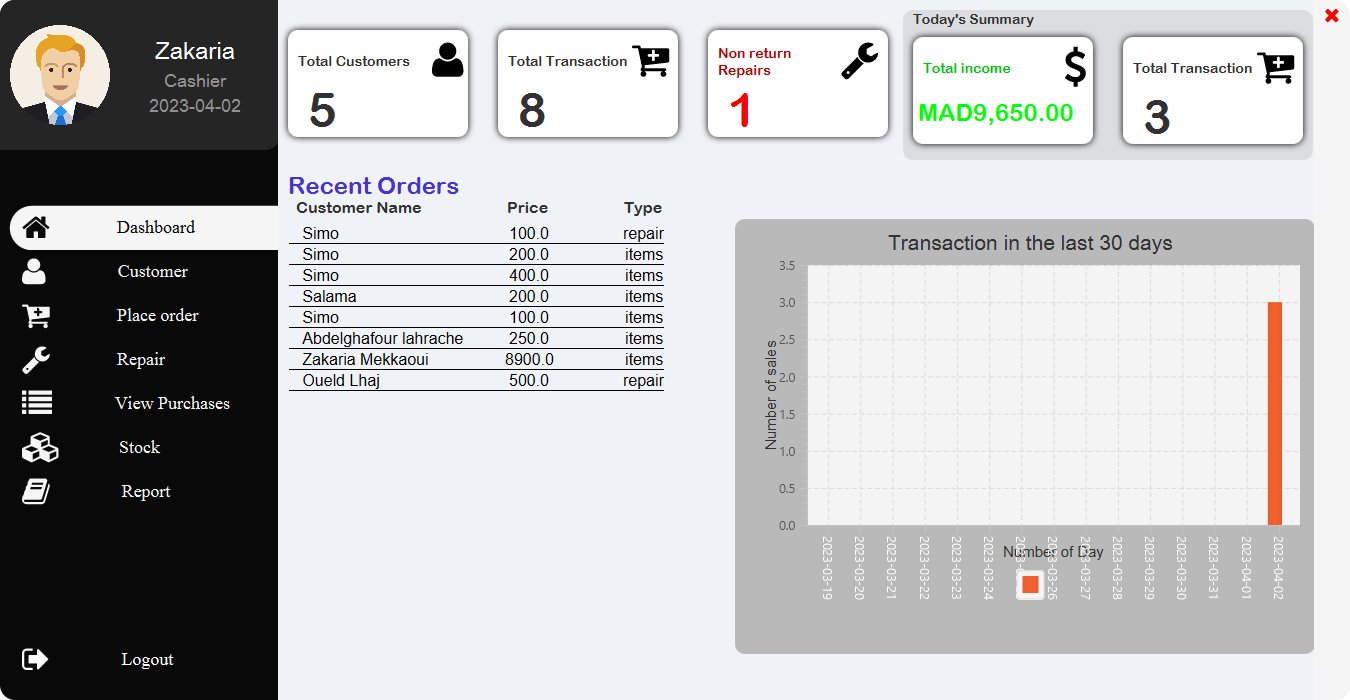 Zakaria
Cashier
2023-04-02
Dashboard
Customer
Place order
Repair
View Purchases
Stock
Report
Logout
Total Customers
5
Total Transaction
8
Non return
Repairs
1
Today's Summary
Total income
MAD9,650.00
Total Transaction
3
Recent Orders
Customer Name Price Type
Simo 100.0 repair
Simo 200.0 items
Simo 400.0 items
Salama 200.0 items
Simo 100.0 items
Abdelghafour lahrache 250.0 items
Zakaria Mekkaoui 8900.0 items
Oueld Lhaj 500.0 repair
Transaction in the last 30 days
Number of sales
3.5
3.0
2.5
2.0
1.5
1.0
0.5
0.0
2023-03-19
2023-03-20
2023-03-21
2023-03-22
2023-03-23
2023-03-24
2023-03-26
2023-03-27
2023-03-28
2023-03-29
2023-03-30
2023-03-31
2023-04-01
2023-04-02
Number of Day